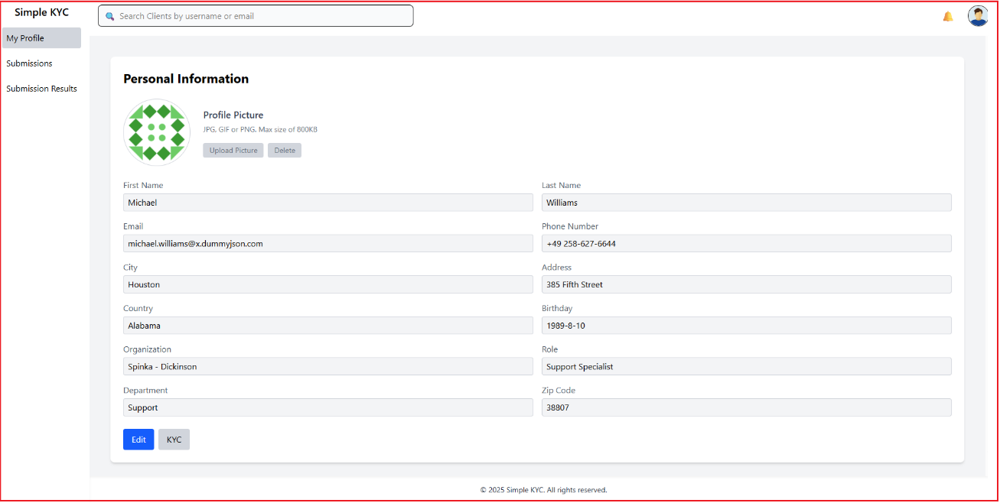 Simple KYC
Search Clients by username or email
My Profile
Submissions
Submission Results
Personal Information
Profile Picture
JPG, GIF or PNG. Max size of 800KB
Upload Picture Delete
First Name Last Name
Michael Williams
Email Phone Number
michael.williams@x.dummyjson.com +49 258-627-6644
City Address
Houston 385 Fifth Street
Country Birthday
Alabama 1989-8-10
Organization Role
Spinka - Dickinson Support Specialist
Department Zip Code
Support 38807
Edit KYC
© 2025 Simple KYC. All rights reserved.